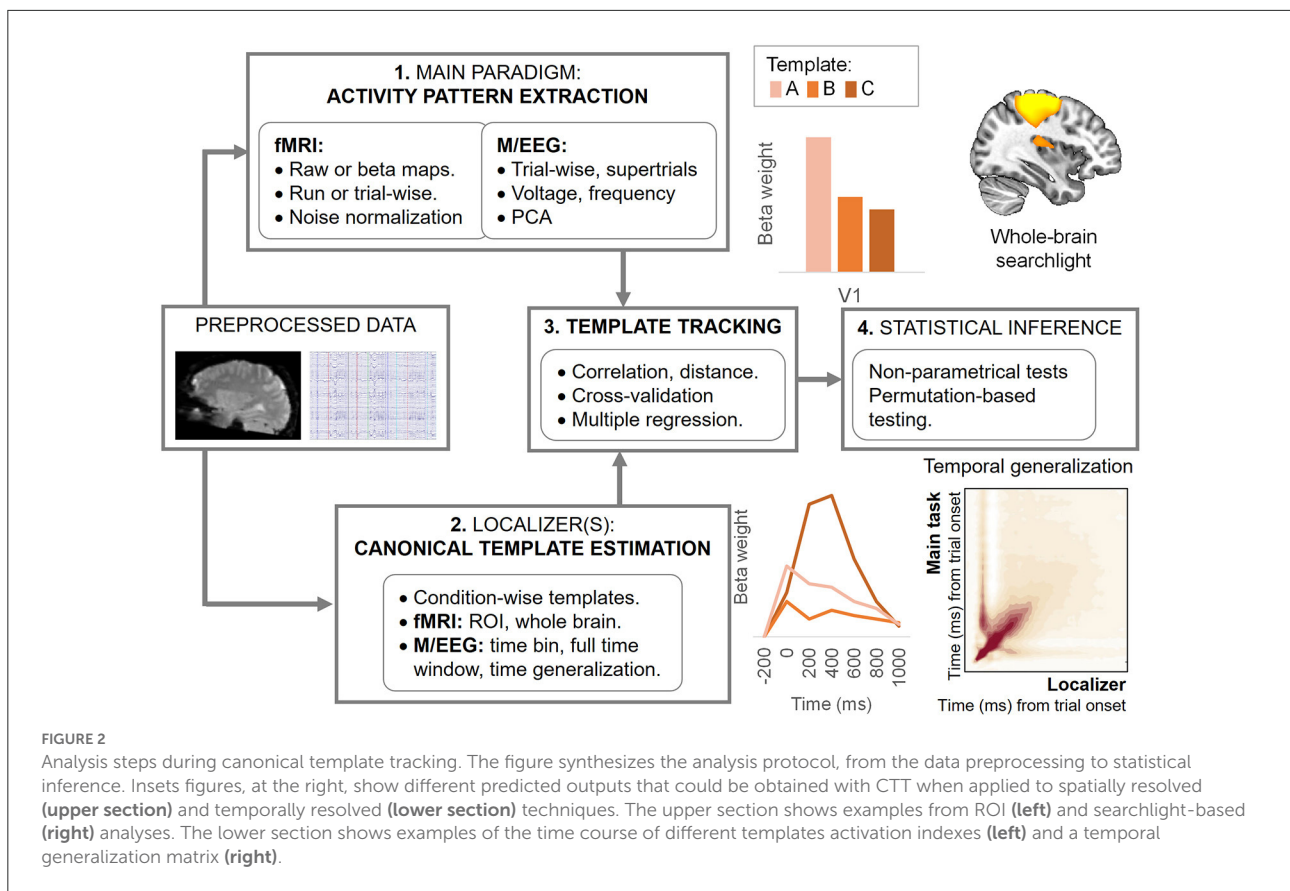 1. MAIN PARADIGM:
ACTIVITY PATTERN EXTRACTION
fMRI:
• Raw or beta maps.
• Run or trial-wise.
• Noise normalization
M/EEG:
• Trial-wise, supertrials
• Voltage, frequency
• PCA
Template:
A B C
Beta weight
V1
Whole-brain
searchlight
PREPROCESSED DATA
3. TEMPLATE TRACKING
• Correlation, distance.
• Cross-validation
• Multiple regression.
4. STATISTICAL INFERENCE
Non-parametrical tests
Permutation-based
testing.
2. LOCALIZER(S):
CANONICAL TEMPLATE ESTIMATION
• Condition-wise templates.
• fMRI: ROI, whole brain.
• M/EEG: time bin, full time
window, time generalization.
Beta weight
-200
0
200
400
600
800
1000
Time (ms)
Temporal generalization
Main task
Time (ms) from trial onset
Localizer
Time (ms) from trial onset
FIGURE 2
Analysis steps during canonical template tracking. The figure synthesizes the analysis protocol, from the data preprocessing to statistical
inference. Insets figures, at the right, show different predicted outputs that could be obtained with CTT when applied to spatially resolved
(upper section) and temporally resolved (lower section) techniques. The upper section shows examples from ROI (left) and searchlight-based
(right) analyses. The lower section shows examples of the time course of different templates activation indexes (left) and a temporal
generalization matrix (right).